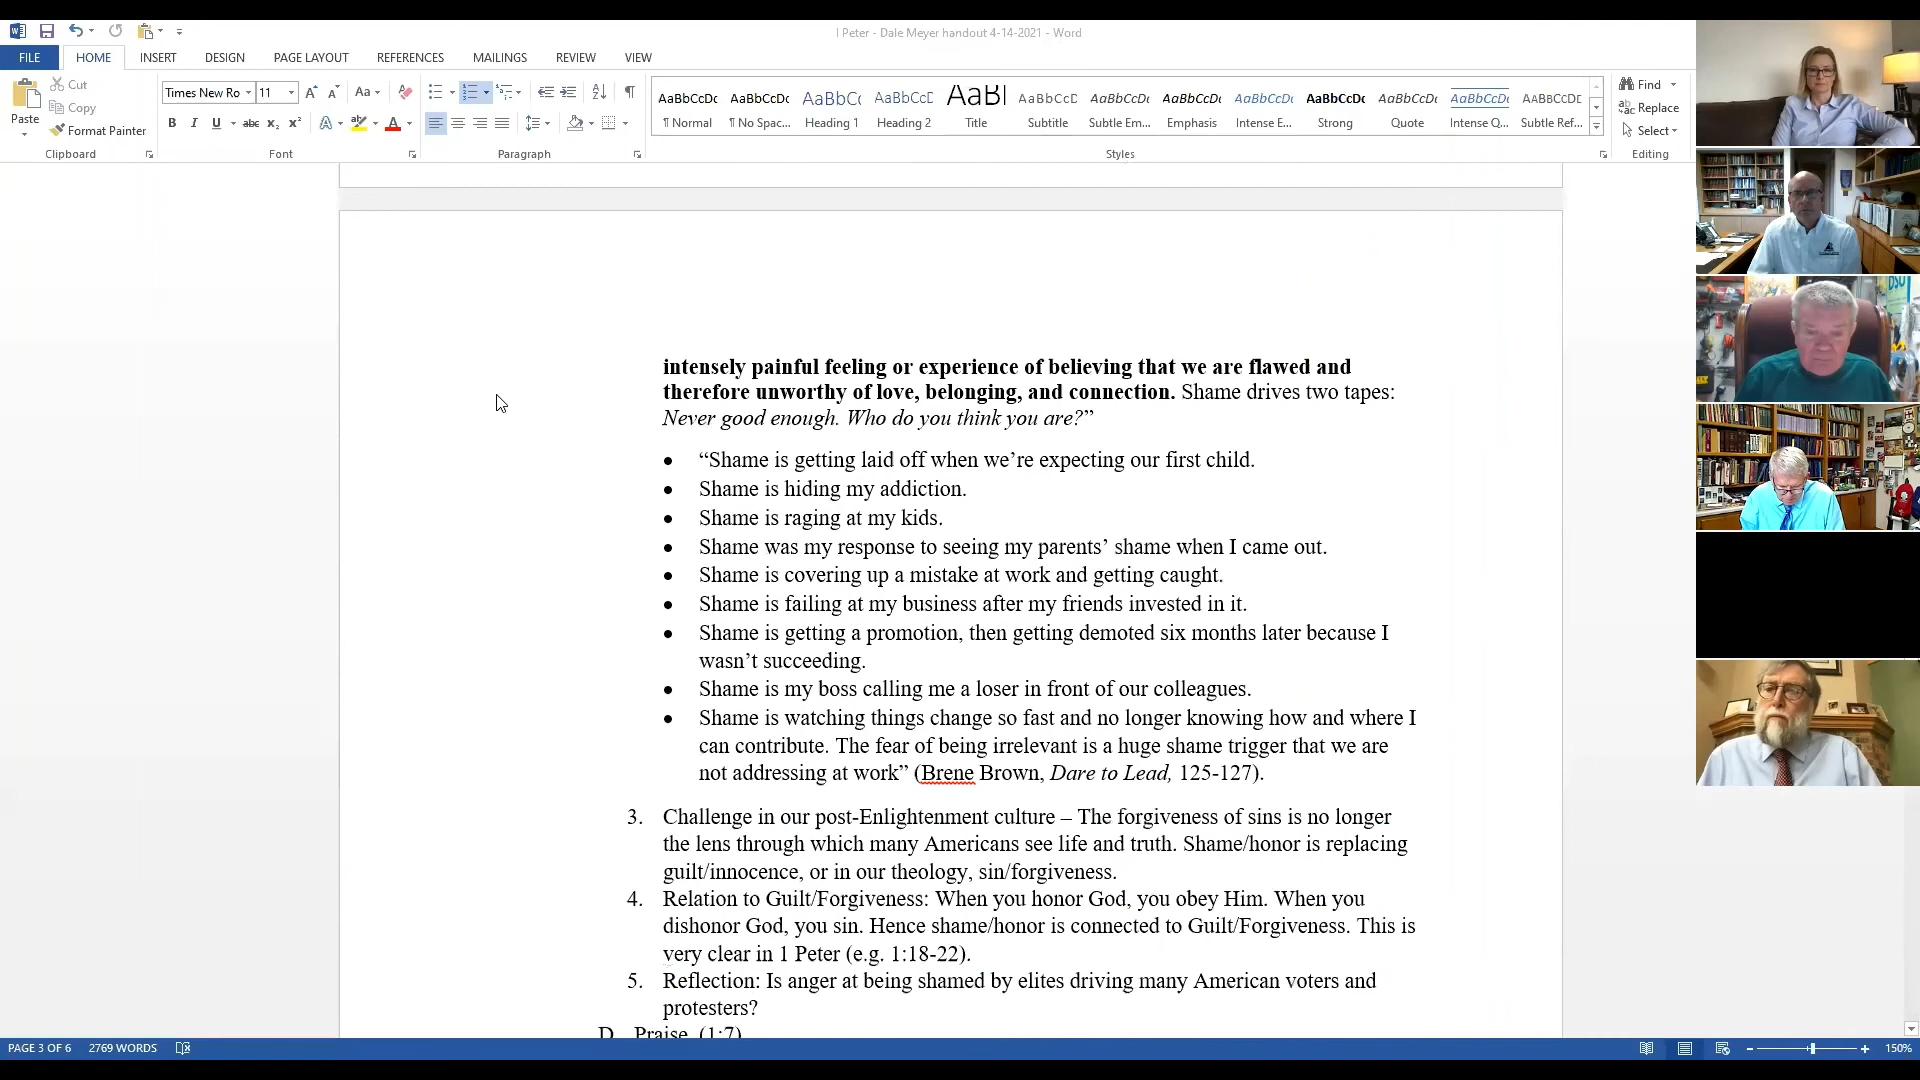 I Peter - Dale Meyer handout 4-14-2021 - Word
FILE HOME INSERT DESIGN PAGE LAYOUT REFERENCES MAILINGS REVIEW VIEW
Paste
Cut
Copy
Format Painter
Clipboard
Times New Ro 11
Font
Paragraph
AaBbCcDc AaBbCcDc AaBbCc AaBbCcD AaBl AaBbCcD AaBbCcDc AaBbCcDc AaBbCcDc AaBbCcDc AaBbCcDc AaBbCcDc AaBbCcDc
¶ Normal ¶ No Spac... Heading 1 Heading 2 Title Subtitle Subtle Em... Emphasis Intense E... Strong Quote Intense Q... Subtle Ref...
Styles
Find
Replace
Select
Editing
intensely painful feeling or experience of believing that we are flawed and
therefore unworthy of love, belonging, and connection. Shame drives two tapes:
Never good enough. Who do you think you are?”
• “Shame is getting laid off when we’re expecting our first child.
• Shame is hiding my addiction.
• Shame is raging at my kids.
• Shame was my response to seeing my parents’ shame when I came out.
• Shame is covering up a mistake at work and getting caught.
• Shame is failing at my business after my friends invested in it.
• Shame is getting a promotion, then getting demoted six months later because I
wasn’t succeeding.
• Shame is my boss calling me a loser in front of our colleagues.
• Shame is watching things change so fast and no longer knowing how and where I
can contribute. The fear of being irrelevant is a huge shame trigger that we are
not addressing at work” (Brene Brown, Dare to Lead, 125-127).
3. Challenge in our post-Enlightenment culture – The forgiveness of sins is no longer
the lens through which many Americans see life and truth. Shame/honor is replacing
guilt/innocence, or in our theology, sin/forgiveness.
4. Relation to Guilt/Forgiveness: When you honor God, you obey Him. When you
dishonor God, you sin. Hence shame/honor is connected to Guilt/Forgiveness. This is
very clear in 1 Peter (e.g. 1:18-22).
5. Reflection: Is anger at being shamed by elites driving many American voters and
protesters?
D. Praise (1:7)
PAGE 3 OF 6 2769 WORDS
150%